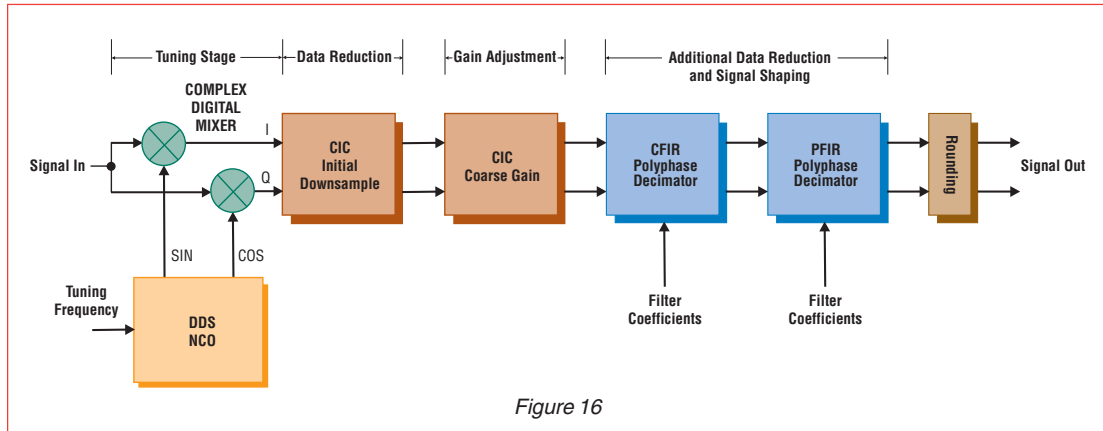 Tuning Stage
Data Reduction
Gain Adjustment
Additional Data Reduction
and Signal Shaping
COMPLEX
DIGITAL
MIXER
I
Q
Signal In
CIC
Initial
Downsample
CIC
Coarse Gain
CFIR
Polyphase
Decimator
PFIR
Polyphase
Decimator
Rounding
Signal Out
SIN
COS
Tuning
Frequency
DDS
NCO
Filter
Coefficients
Filter
Coefficients
Figure 16